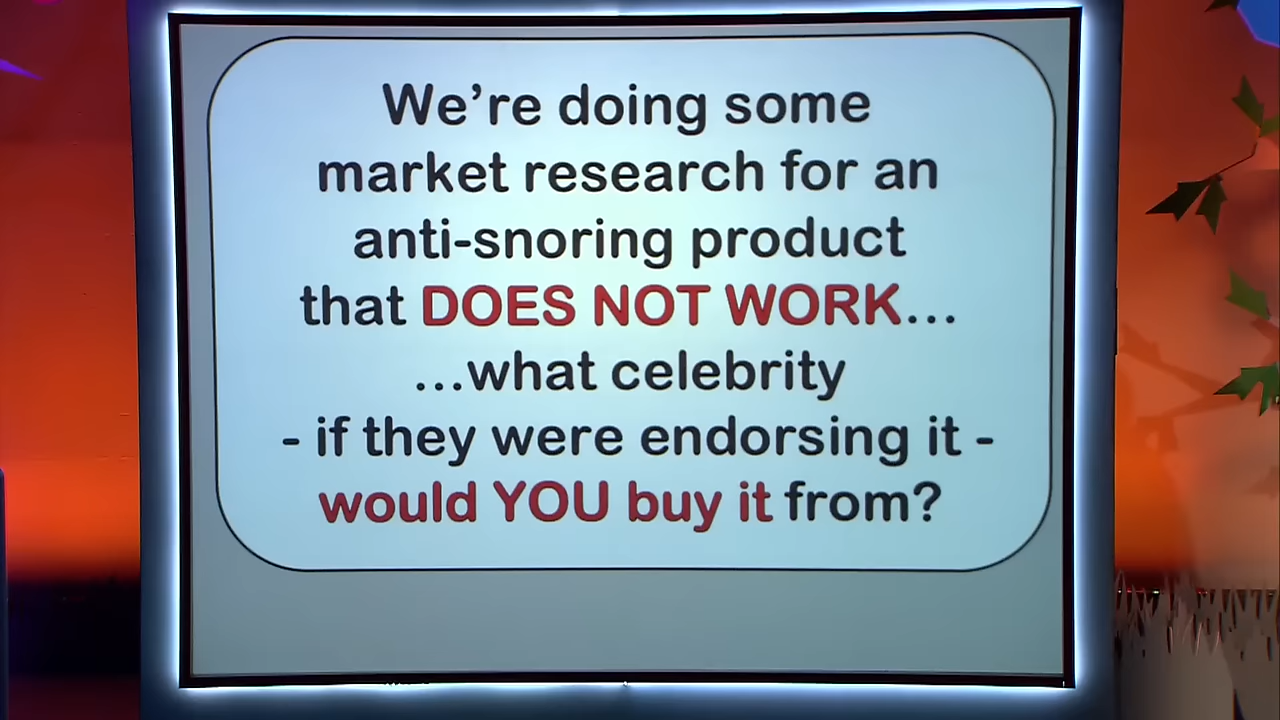 We're doing some
market research for an
anti-snoring product
that DOES NOT WORK...
...what celebrity
- if they were endorsing it -
would YOU buy it from?